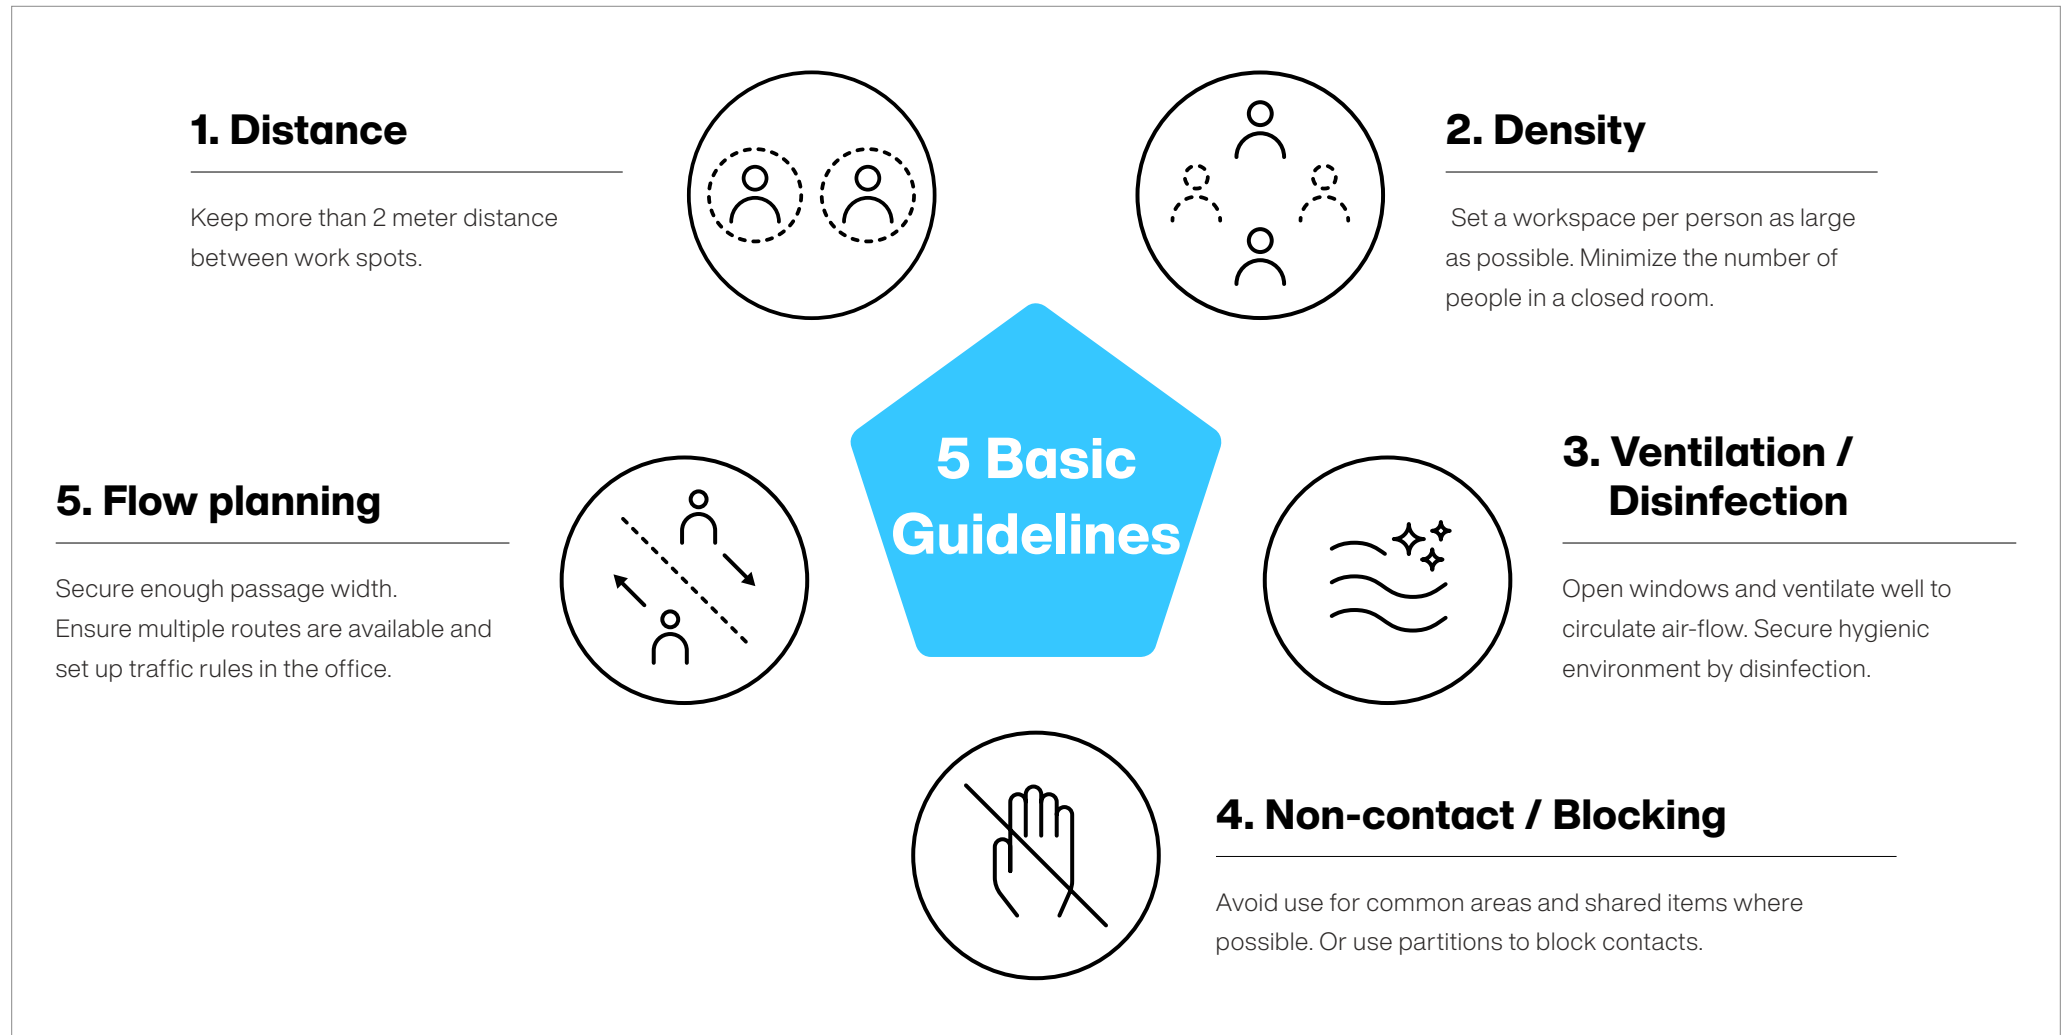 1. Distance
Keep more than 2 meter distance
between work spots.
2. Density
Set a workspace per person as large
as possible. Minimize the number of
people in a closed room.
5 Basic
Guidelines
3. Ventilation /
Disinfection
Open windows and ventilate well to
circulate air-flow. Secure hygienic
environment by disinfection.
4. Non-contact / Blocking
Avoid use for common areas and shared items where
possible. Or use partitions to block contacts.
5. Flow planning
Secure enough passage width.
Ensure multiple routes are available and
set up traffic rules in the office.